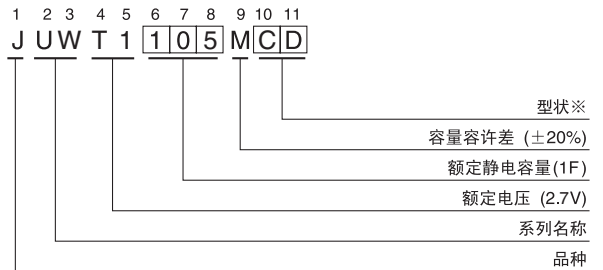 1 2 3 4 5 6 7 8 9 10 11
J U W T 1 1 0 5 M C D
型状※
容量容许差 (±20%)
额定静电容量(1F)
额定电压 (2.7V)
系列名称
品种